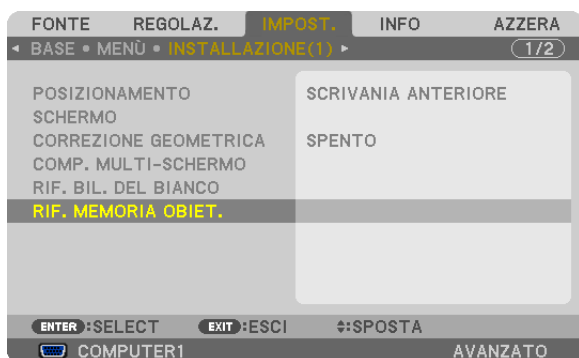 FONTE REGOLAZ. IMPOST. INFO AZZERA
BASE • MENÙ • INSTALLAZIONE(1) 1/2
POSIZIONAMENTO SCRIVANIA ANTERIORE
SCHERMO
CORREZIONE GEOMETRICA SPENTO
COMP. MULTI-SCHERMO
RIF. BIL. DEL BIANCO
RIF. MEMORIA OBIET.
ENTER :SELECT EXIT :ESCI :SPOSTA
COMPUTER1 AVANZATO